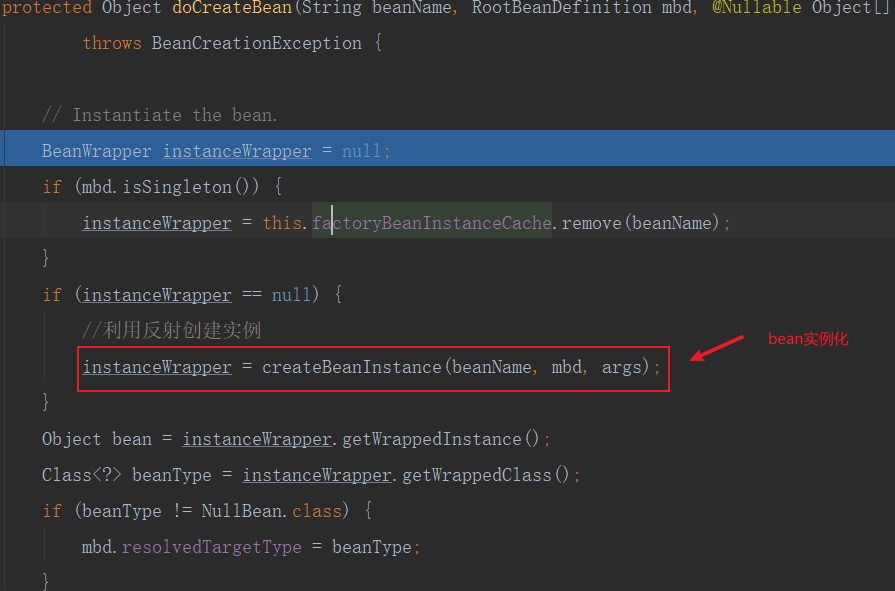 protected Object doCreateBean(String beanName, RootBeanDefinition mbd, @Nullable Object[]
throws BeanCreationException {
// Instantiate the bean.
BeanWrapper instanceWrapper = null;
if (mbd.isSingleton()) {
instanceWrapper = this.factoryBeanInstanceCache.remove(beanName);
}
if (instanceWrapper == null) {
//利用反射创建实例
instanceWrapper = createBeanInstance(beanName, mbd, args);
bean实例化
}
Object bean = instanceWrapper.getWrappedInstance();
Class<?> beanType = instanceWrapper.getWrappedClass();
if (beanType != NullBean.class) {
mbd.resolvedTargetType = beanType;
}